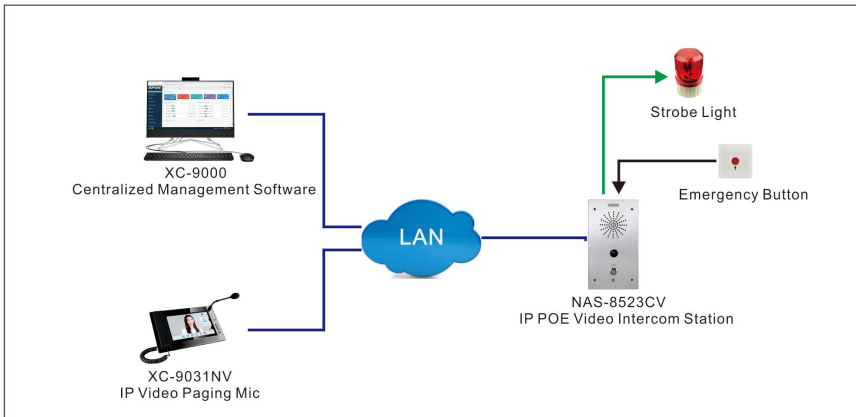 XC-9000
Centralized Management Software
XC-9031NV
IP Video Paging Mic
LAN
Strobe Light
Emergency Button
NAS-8523CV
IP POE Video Intercom Station